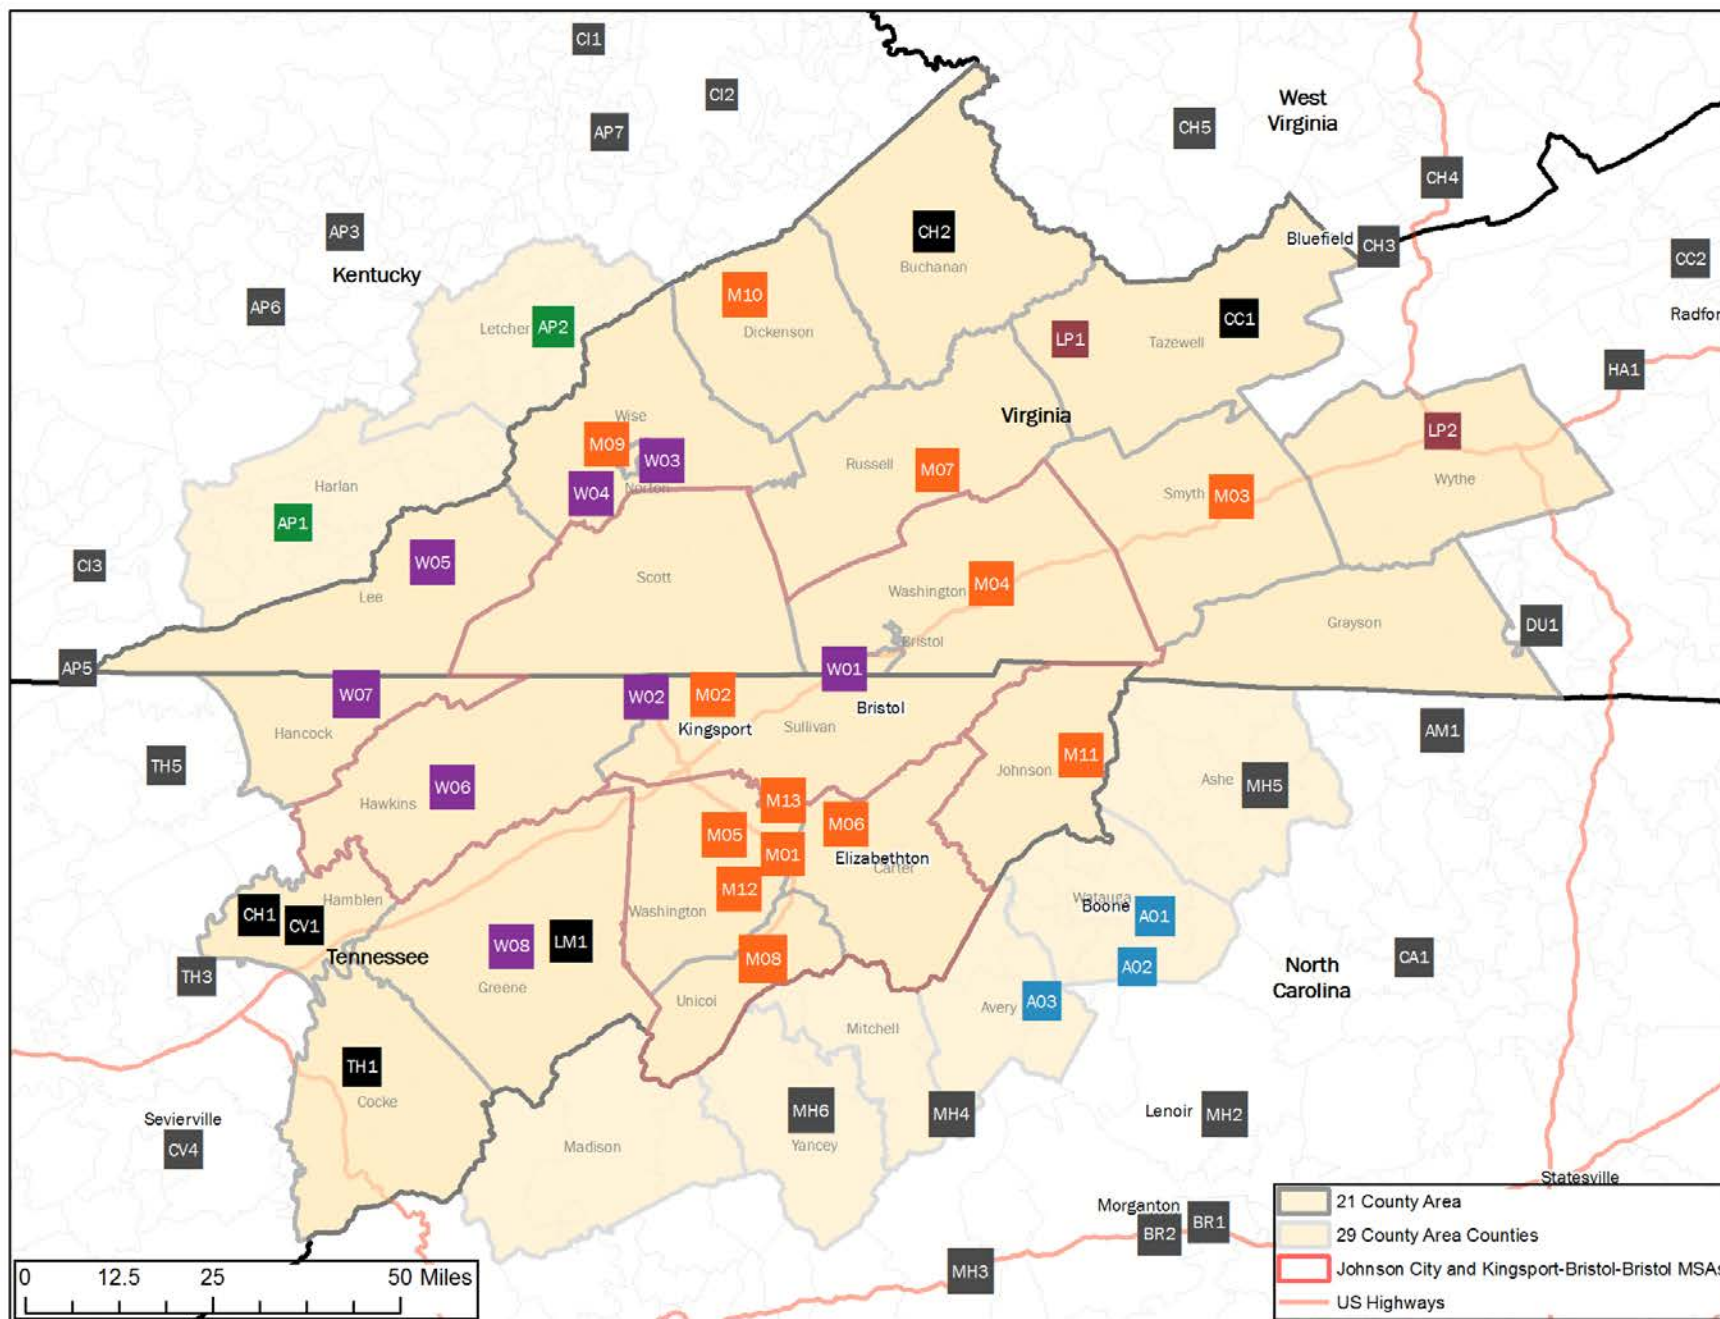 CI1
CI2
AP7
CH5
West
Virginia
CH4
AP3
CH2
Buchanan
Bluefield
CH3
CC2
Kentucky
AP6
M10
Dickenson
Letcher
AP2
LP1
Tazewell
CC1
Radfor
HA1
Wise
Virginia
M09
W03
LP2
W04
Norton
Russell
M07
Harlan
Smyth
M03
Wythe
AP1
W05
CI3
Scott
Lee
Washington
M04
Grayson
DU1
Bristol
AP5
W01
W07
W02
M02
Bristol
Kingsport
Sullivan
Hancock
AM1
M11
TH5
Johnson
Ashe
MH5
W06
Hawkins
M13
M05
M06
M01
Elizabethton
Carter
M12
Hamblen
Watauga
Boone
A01
CH1
CV1
Washington
W08
LM1
Tennessee
M08
A02
North
Carolina
CA1
TH3
Greene
Unicoi
Avery
A03
Mitchell
TH1
Cocke
Sevierville
CV4
MH6
Yancey
MH4
Lenoir
MH2
Madison
Statesville
Morganton
BR2
BR1
MH3
21 County Area
29 County Area Counties
Johnson City and Kingsport-Bristol-Bristol MSAs
US Highways
0 12.5 25 50 Miles